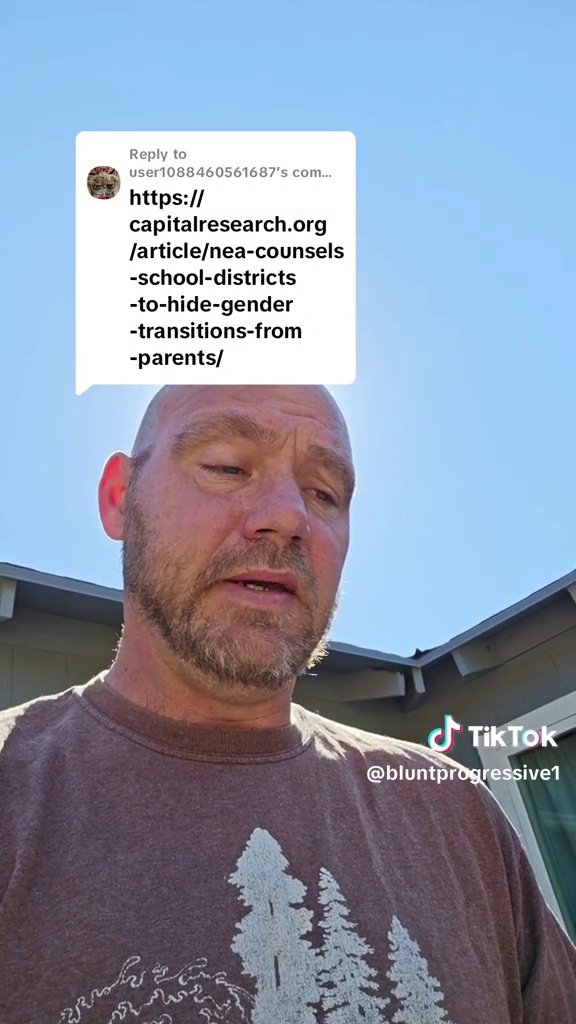 Reply to
user1088460561687's com...
https://
capitalresearch.org
/article/nea-counsels
-school-districts
-to-hide-gender
-transitions-from
-parents/
TikTok
@bluntprogressive1